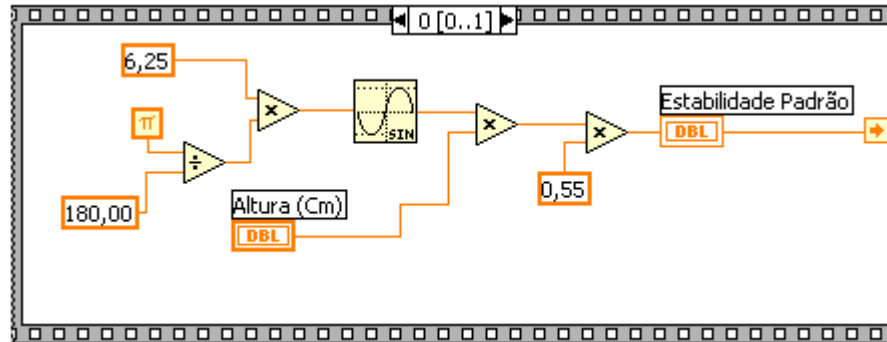 0 [0..1]
6,25
π
180,00
÷
x
SIN
Altura (Cm)
DBL
x
x
0,55
Estabilidade Padrão
DBL